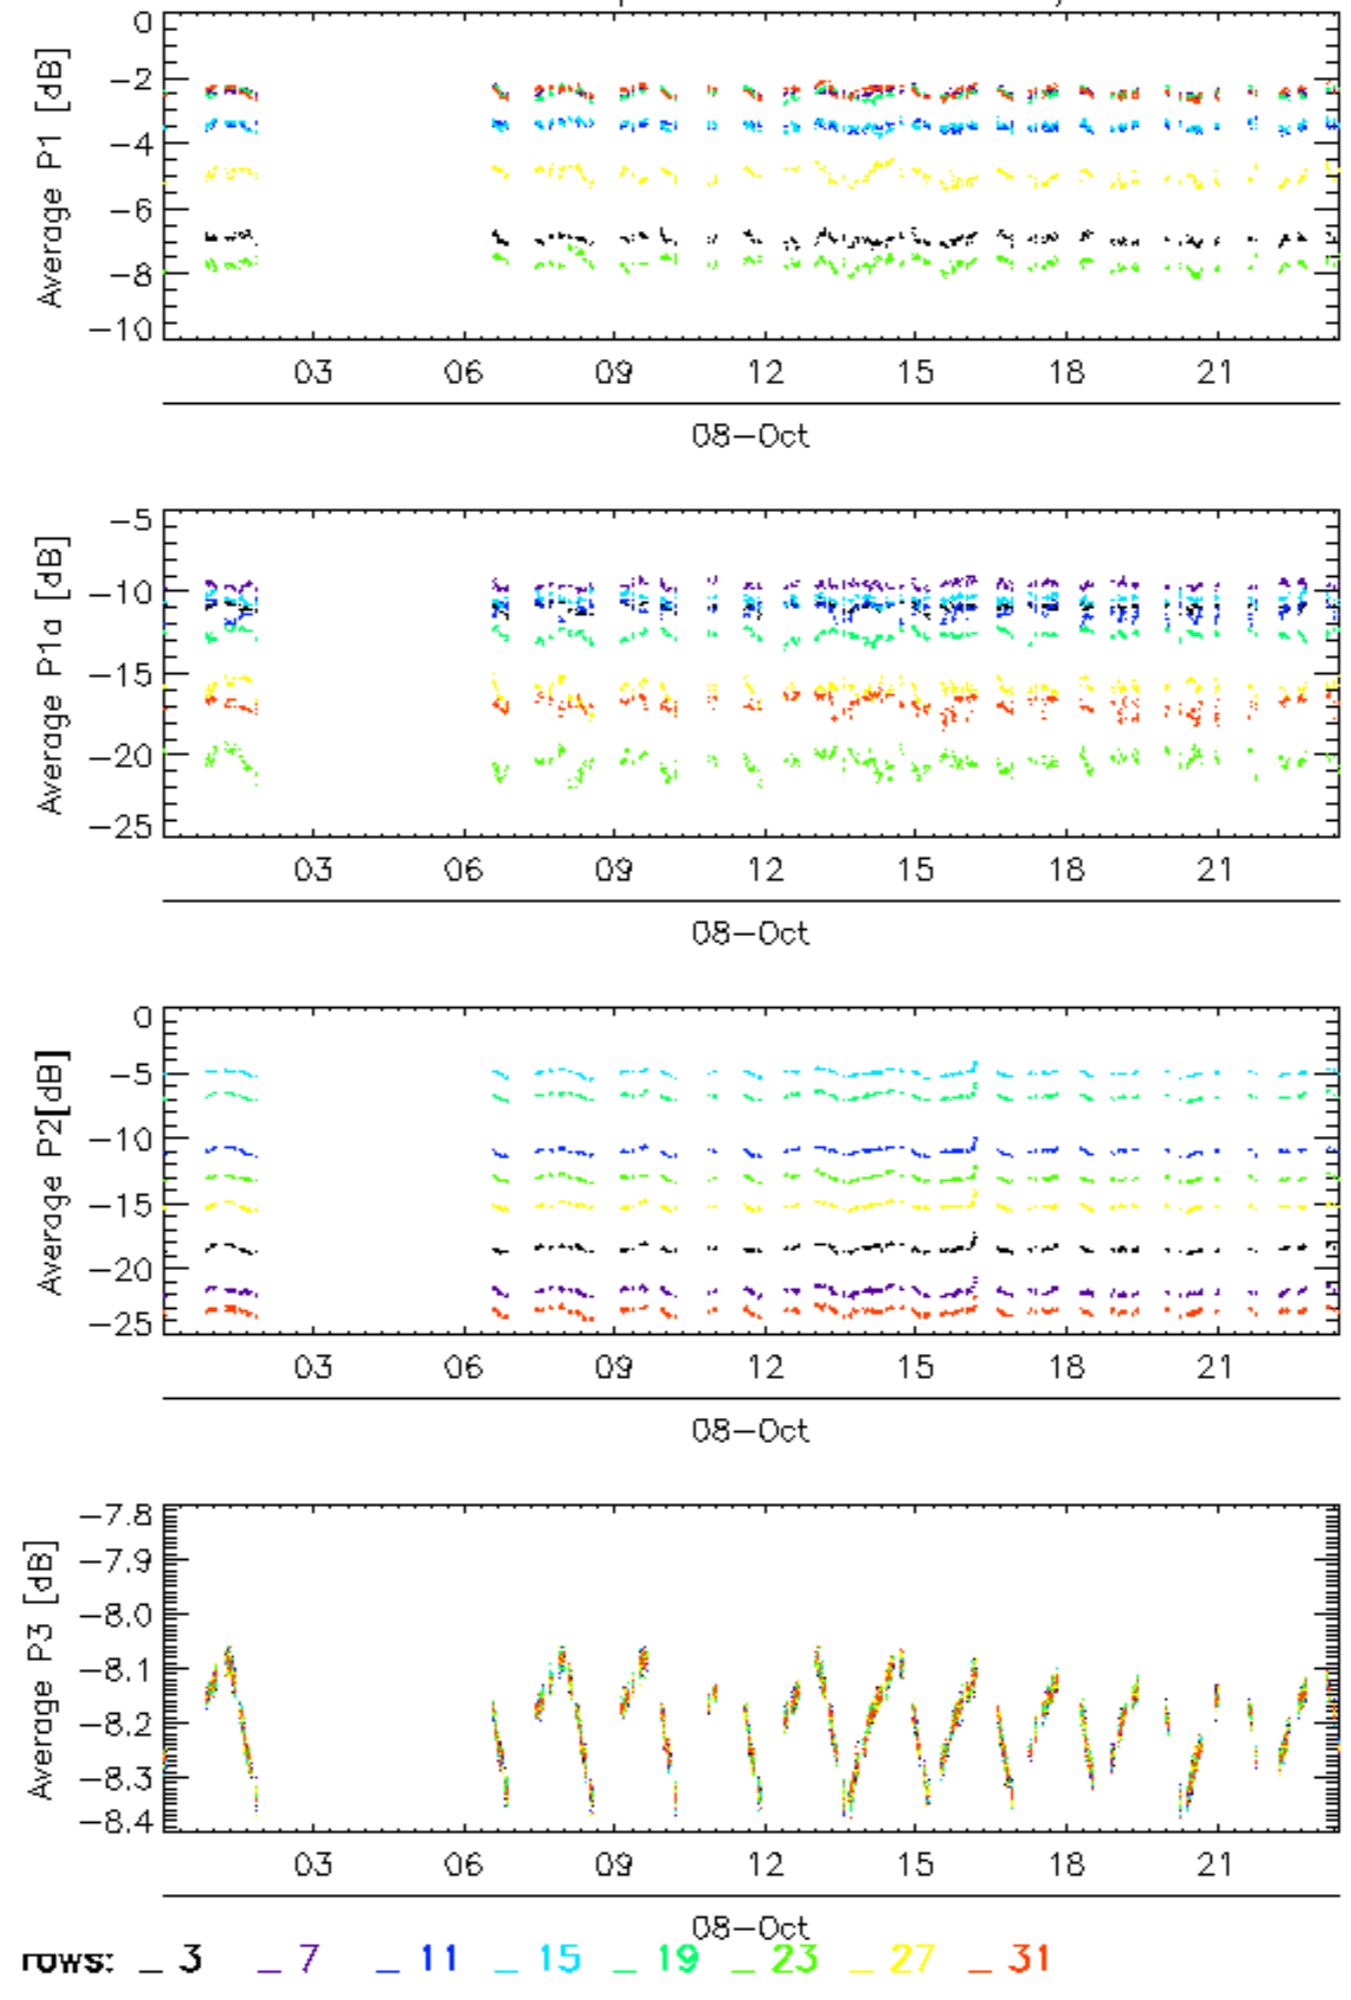 0
-2
-4
-6
-8
-10
Average P1 [dB]
03 06 09 12 15 18 21
08-Oct
-5
-10
-15
-20
-25
Average P1a [dB]
03 06 09 12 15 18 21
08-Oct
0
-5
-10
-15
-20
-25
Average P2[dB]
03 06 09 12 15 18 21
08-Oct
-7.8
-7.9
-8.0
-8.1
-8.2
-8.3
-8.4
Average P3 [dB]
03 06 09 12 15 18 21
08-Oct
rows: _ 3 _ 7 _ 11 _ 15 _ 19 _ 23 _ 27 _ 31